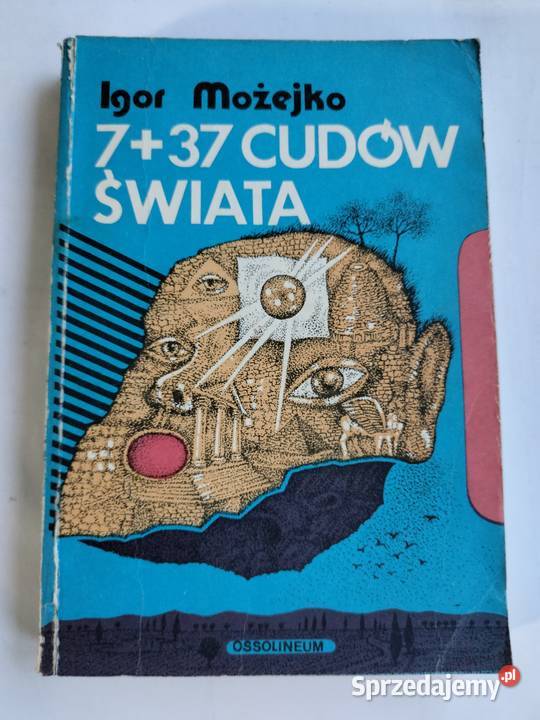 Igor Możejko
7+37 CUDÓW
ŚWIATA
OSSOLINEUM
Sprzedajemy.pl